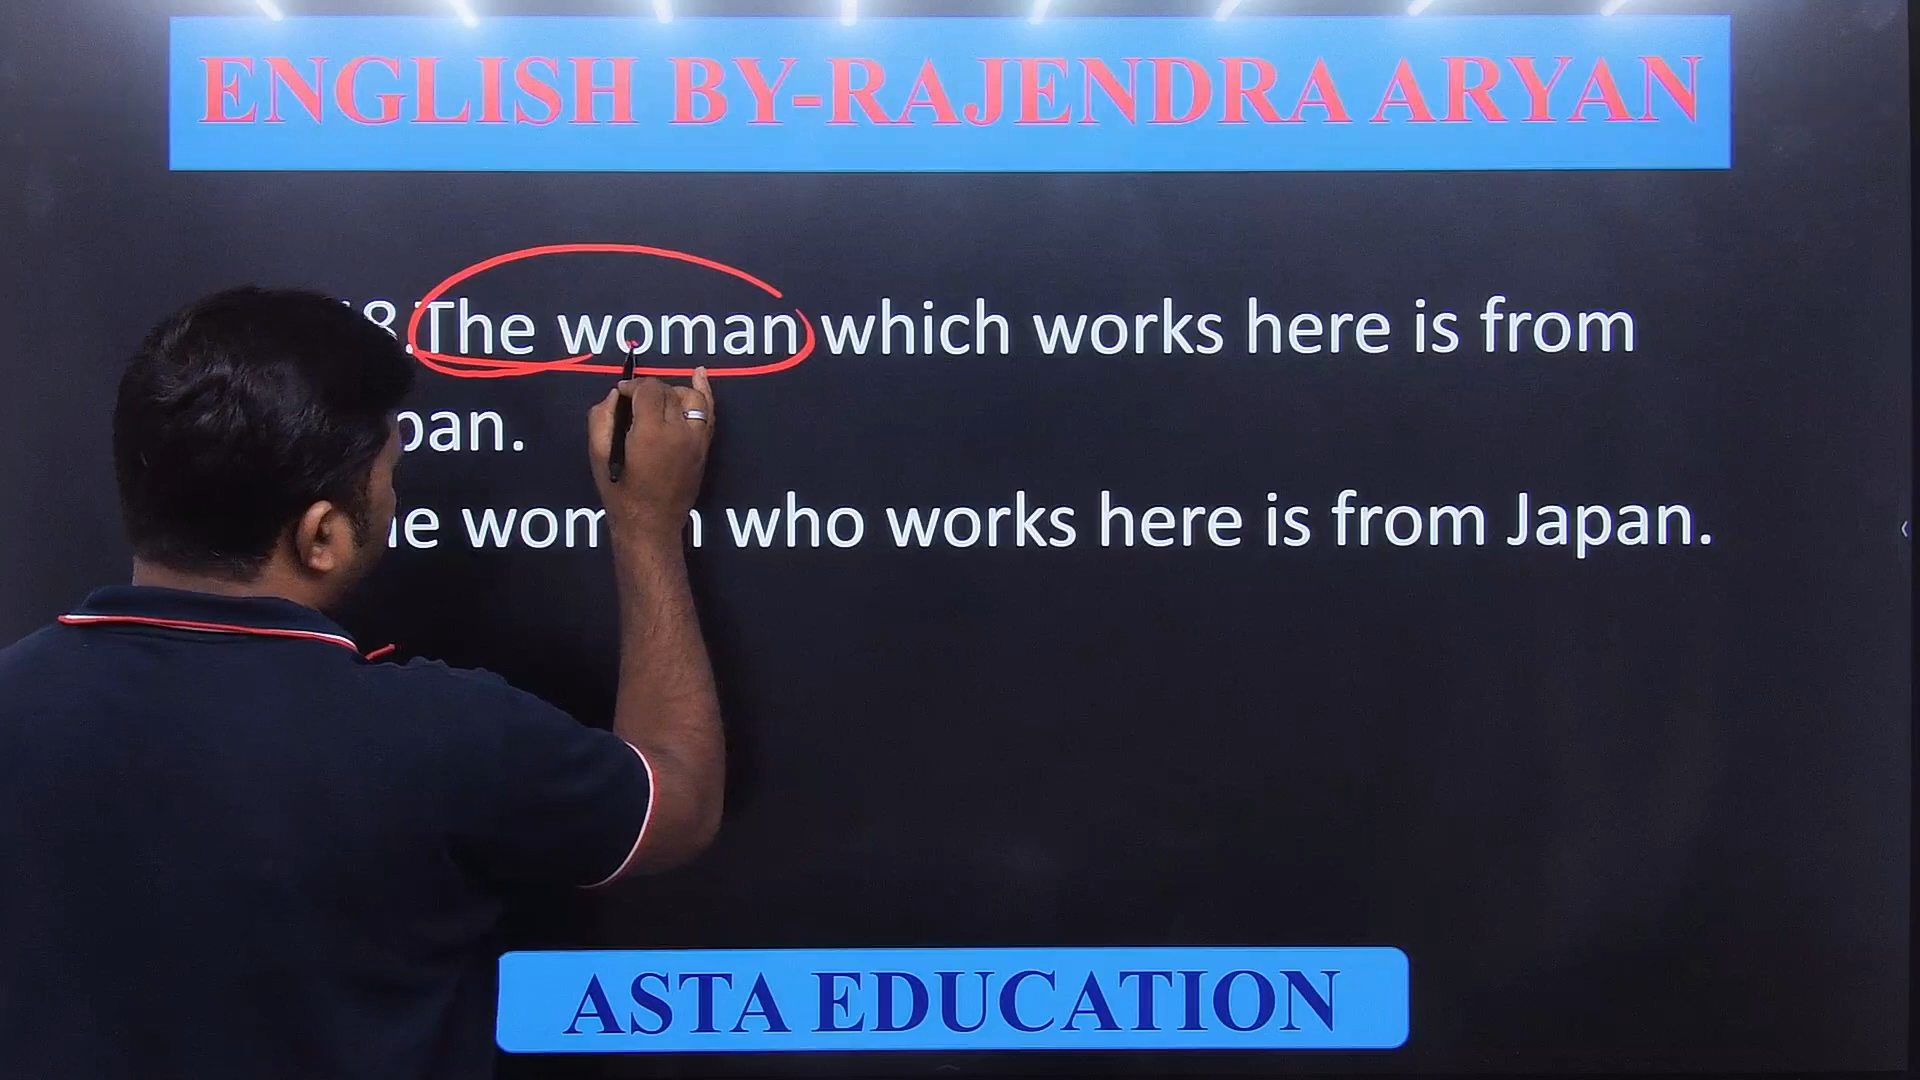 ENGLISH BY-RAJENDRA ARYAN
8.The woman which works here is from
pan.
who works here is from Japan.
ASTA EDUCATION